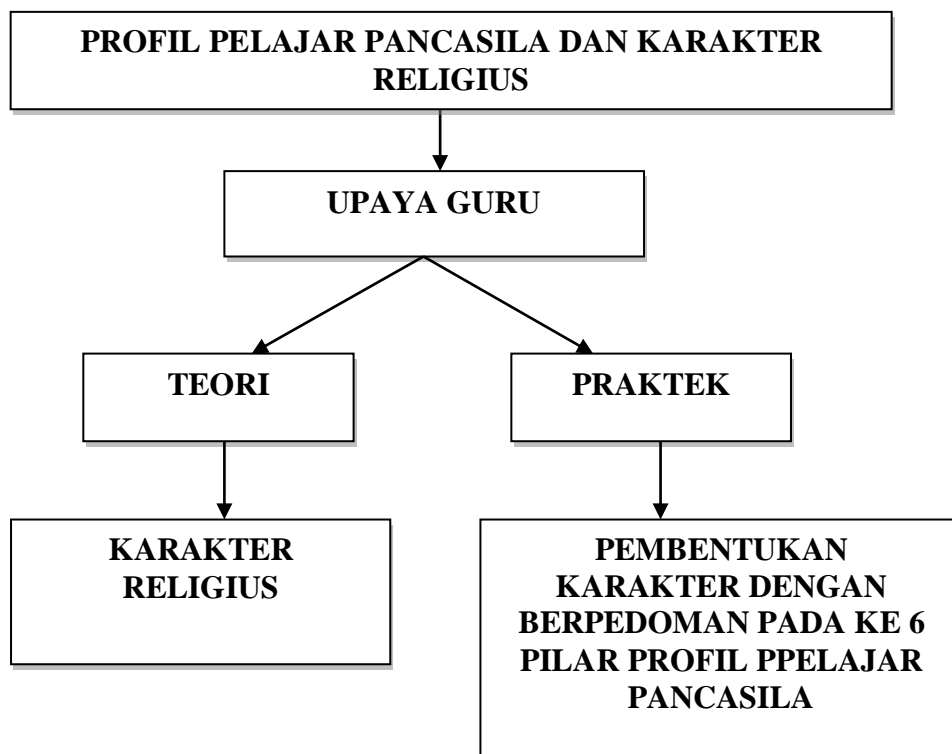 PROFIL PELAJAR PANCASILA DAN KARAKTER
RELIGIUS
UPAYA GURU
TEORI
PRAKTEK
KARAKTER
RELIGIUS
PEMBENTUKAN
KARAKTER DENGAN
BERPEDOMAN PADA KE 6
PILAR PROFIL PPELAJAR
PANCASILA